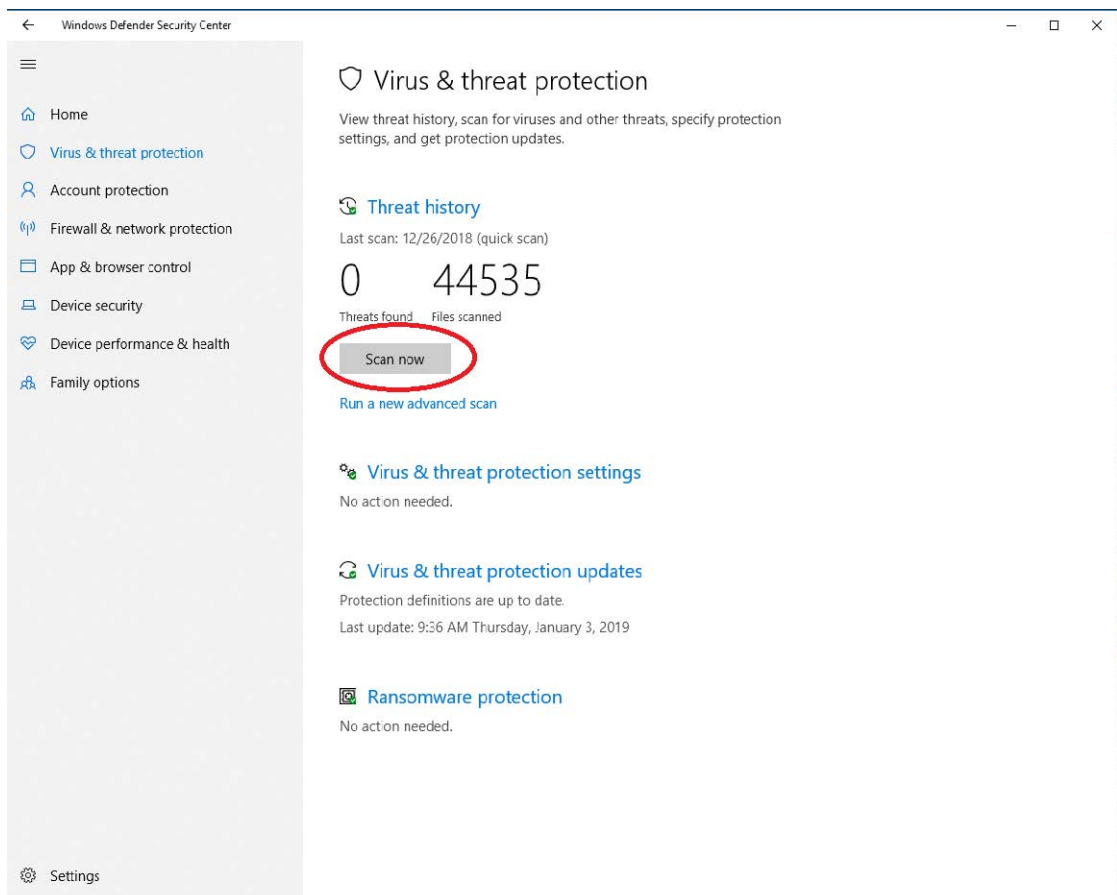 Windows Defender Security Center
Home
Virus & threat protection
Account protection
Firewall & network protection
App & browser control
Device security
Device performance & health
Family options
Settings
Virus & threat protection
View threat history, scan for viruses and other threats, specify protection
settings, and get protection updates.
Threat history
Last scan: 12/26/2018 (quick scan)
0 44535
Threats found Files scanned
Scan now
Run a new advanced scan
Virus & threat protection settings
No action needed.
Virus & threat protection updates
Protection definitions are up to date.
Last update: 9:36 AM Thursday, January 3, 2019
Ransomware protection
No action needed.